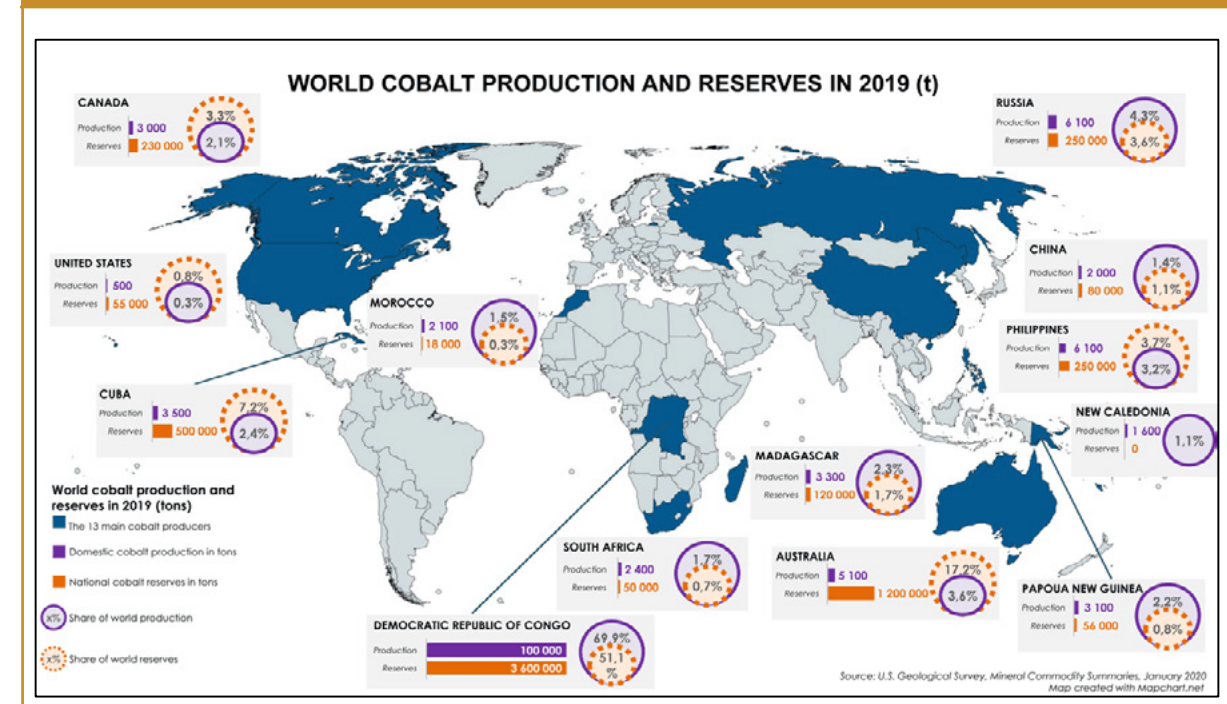 WORLD COBALT PRODUCTION AND RESERVES IN 2019 (t)
CANADA
Production 3 000
Reserves 230 000
3,3%
2,1%
RUSSIA
Production 6 100
Reserves 250 000
4,3%
3,6%
UNITED STATES
Production 500
Reserves 55 000
0,8%
0,3%
MOROCCO
Production 2 100
Reserves 18 000
1,5%
0,3%
CHINA
Production 2 000
Reserves 80 000
1,4%
1,1%
PHILIPPINES
Production 6 100
Reserves 250 000
3,7%
3,2%
CUBA
Production 3 500
Reserves 500 000
7,2%
2,4%
NEW CALEDONIA
Production 1 600
Reserves 0
1,1%
MADAGASCAR
Production 3 300
Reserves 120 000
2,3%
1,7%
World cobalt production and
reserves in 2019 (tons)
The 13 main cobalt producers
Domestic cobalt production in tons
National cobalt reserves in tons
x% Share of world production
x% Share of world reserves
SOUTH AFRICA
Production 2 400
Reserves 50 000
1,7%
0,7%
AUSTRALIA
Production 5 100
Reserves 1 200 000
17,2%
3,6%
PAPOUA NEW GUINEA
Production 3 100
Reserves 56 000
2,2%
0,8%
DEMOCRATIC REPUBLIC OF CONGO
Production 100 000
Reserves 3 600 000
69,9%
51,1
%
Source: U.S. Geological Survey, Mineral Commodity Summaries, January 2020
Map created with Mapchart.net